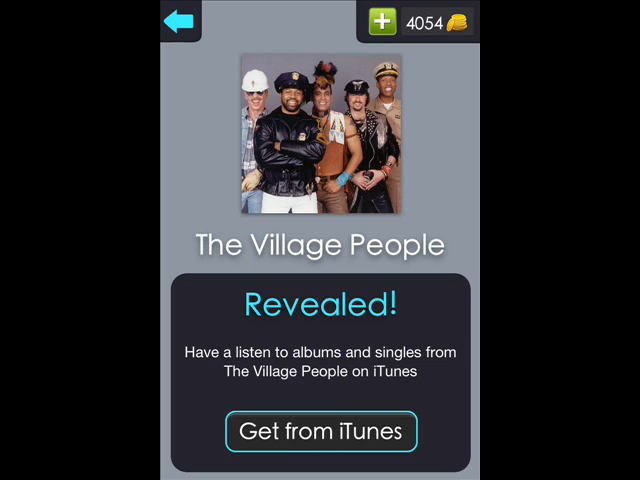 4054
The Village People
Revealed!
Have a listen to albums and singles from
The Village People on iTunes
Get from iTunes